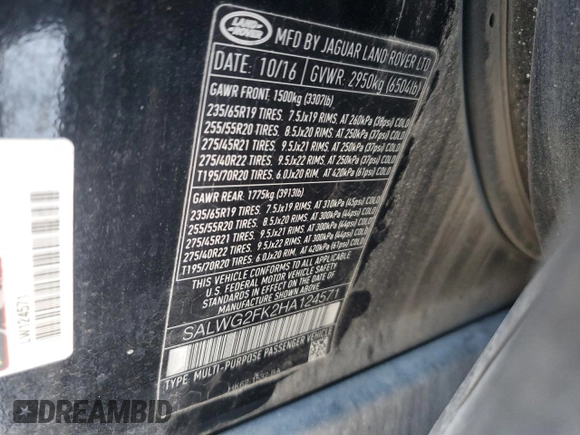 LAND ROVER
MFD BY JAGUAR LAND ROVER LTD
DATE: 10/16 GVWR: 2950kg (6504lb)
GAWR FRONT: 1500kg (3307lb)
235/65R19 TIRES. 7.5Jx19 RIMS. AT 260kPa (38psi) COLD
255/55R20 TIRES. 8.5Jx20 RIMS. AT 250kPa (37psi) COLD
275/45R21 TIRES. 9.5Jx21 RIMS. AT 250kPa (37psi) COLD
275/40R22 TIRES. 9.5Jx22 RIMS. AT 250kPa (37psi) COLD
T195/70R20 TIRES. 6.0Jx20 RIM. AT 420kPa (61psi) COLD
GAWR REAR. 1775kg (3913lb)
235/65R19 TIRES. 7.5Jx19 RIMS. AT 310kPa (45psi) COLD
255/55R20 TIRES. 8.5Jx20 RIMS. AT 300kPa (44psi) COLD
275/45R21 TIRES. 9.5Jx21 RIMS. AT 300kPa (44psi) COLD
275/40R22 TIRES. 9.5Jx22 RIMS. AT 300kPa (44psi) COLD
T195/70R20 TIRES. 6.0Jx20 RIM. AT 420kPa (61psi) COLD
THIS VEHICLE CONFORMS TO ALL APPLICABLE
U.S. FEDERAL MOTOR VEHICLE SAFETY
STANDARDS IN EFFECT ON THE DATE OF
MANUFACTURE SHOWN ABOVE.
SALWG2FK2HA124571
TYPE: MULTI-PURPOSE PASSENGER VEHICLE
DREAMBID